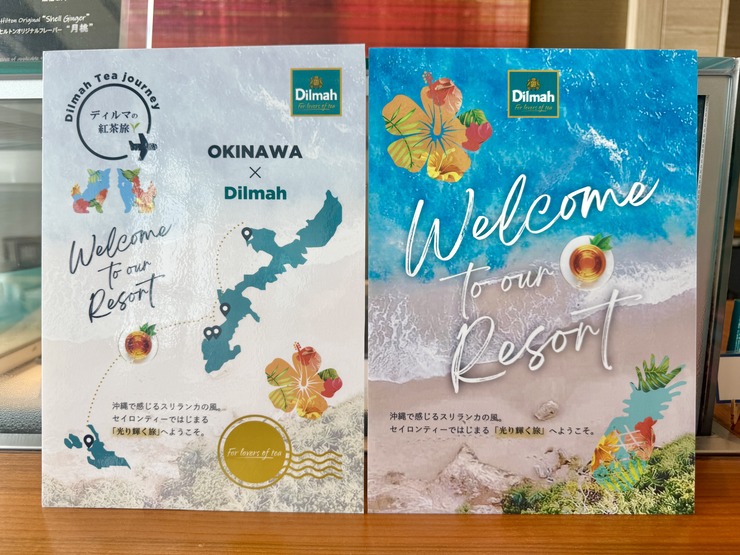 Hilton Original "Shell Ginger"
ヒルトンオリジナルフレーバー "月桃"
Dilmah Tea journey
ディルマの
紅茶旅
Dilmah
For lovers of tea
OKINAWA
×
Dilmah
Welcome
to our
Resort
沖縄で感じるスリランカの風。
セイロンティーではじまる
「光り輝く旅」へようこそ。
For lovers of tea
Dilmah
For lovers of tea
Welcome
to our
Resort
沖縄で感じるスリランカの風。
セイロンティーではじまる「光り輝く旅」へようこそ。